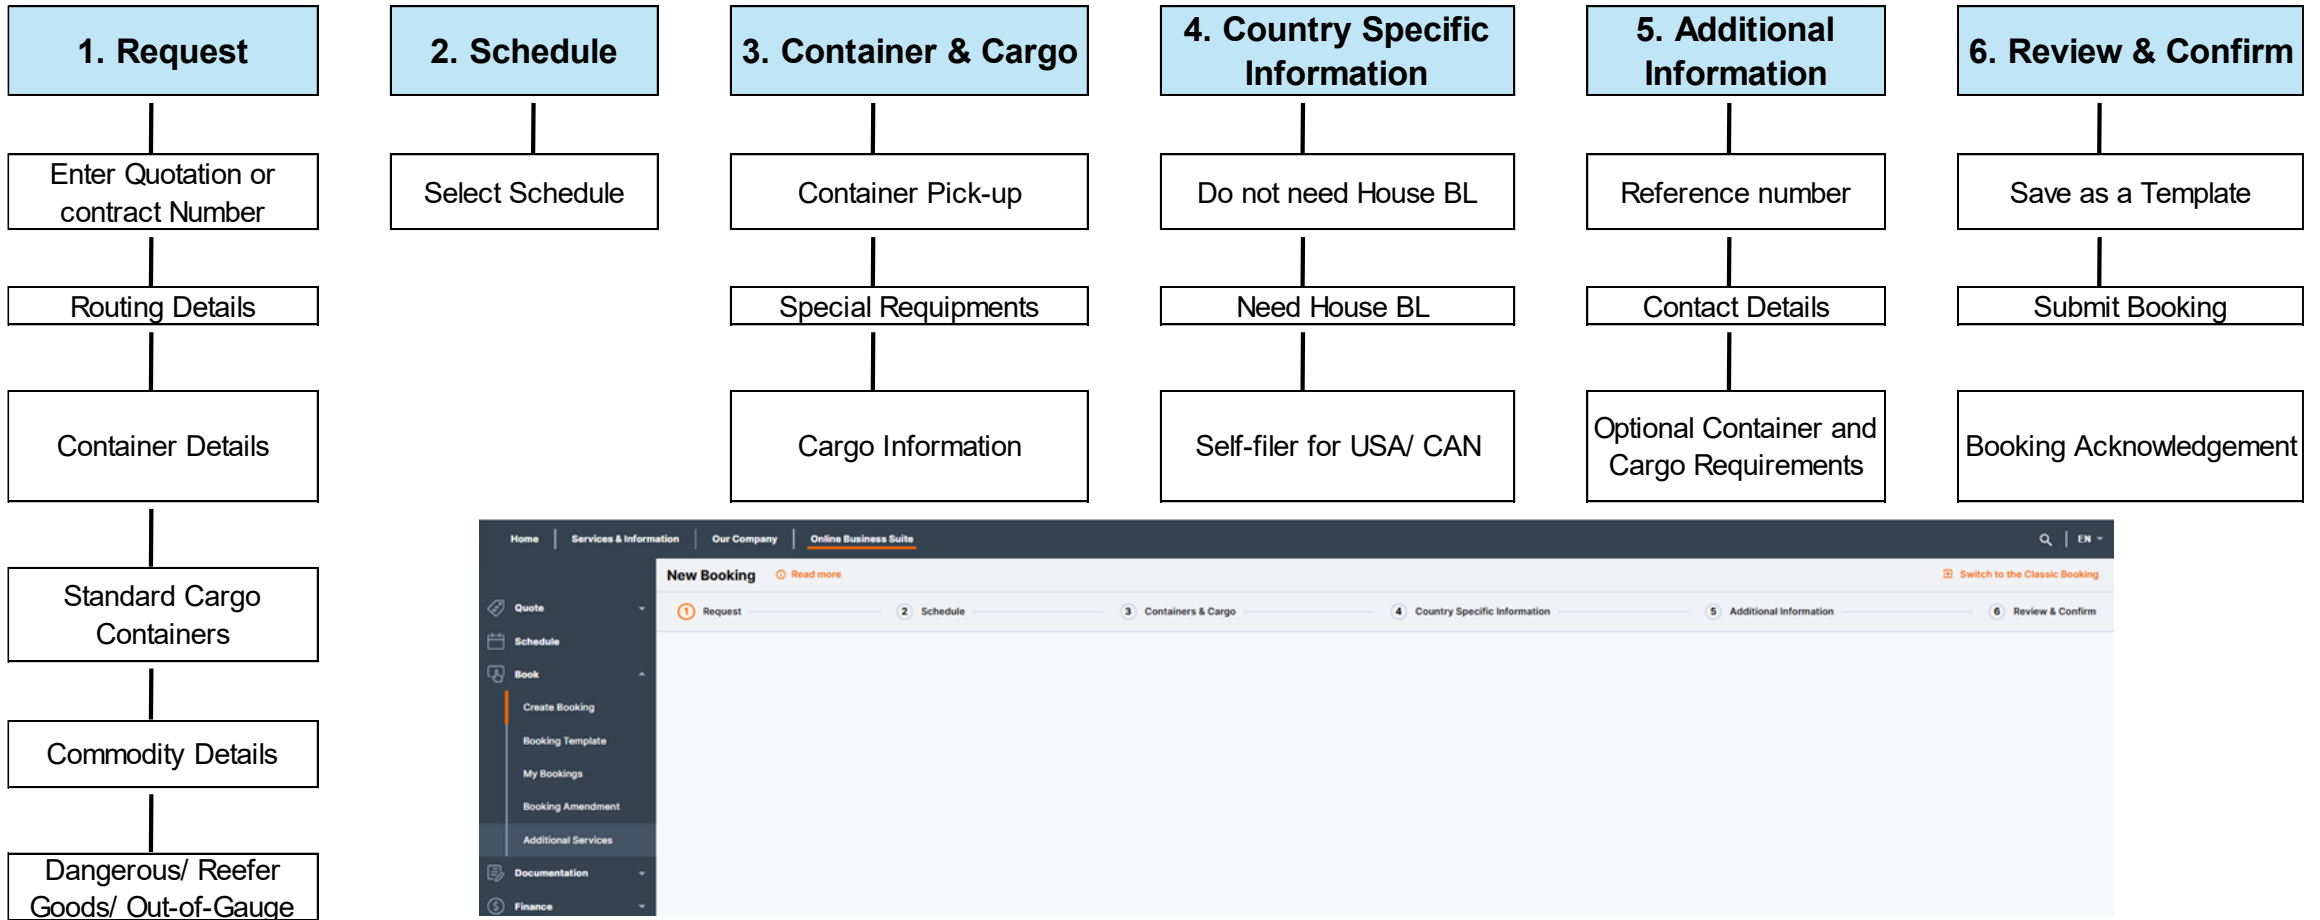 1. Request
2. Schedule
3. Container & Cargo
4. Country Specific
Information
5. Additional
Information
6. Review & Confirm
Enter Quotation or
contract Number
Select Schedule
Container Pick-up
Do not need House BL
Reference number
Save as a Template
Routing Details
Special Requipments
Need House BL
Contact Details
Submit Booking
Container Details
Cargo Information
Self-filer for USA/ CAN
Optional Container and
Cargo Requirements
Booking Acknowledgement
Standard Cargo
Containers
Commodity Details
Dangerous/ Reefer
Goods/ Out-of-Gauge
Home
Services & Information
Our Company
Online Business Suite
EN
New Booking
Read more
Switch to the Classic Booking
1 Request
2 Schedule
3 Containers & Cargo
4 Country Specific Information
5 Additional Information
6 Review & Confirm
Quote
Schedule
Book
Create Booking
Booking Template
My Bookings
Booking Amendment
Additional Services
Documentation
Finance